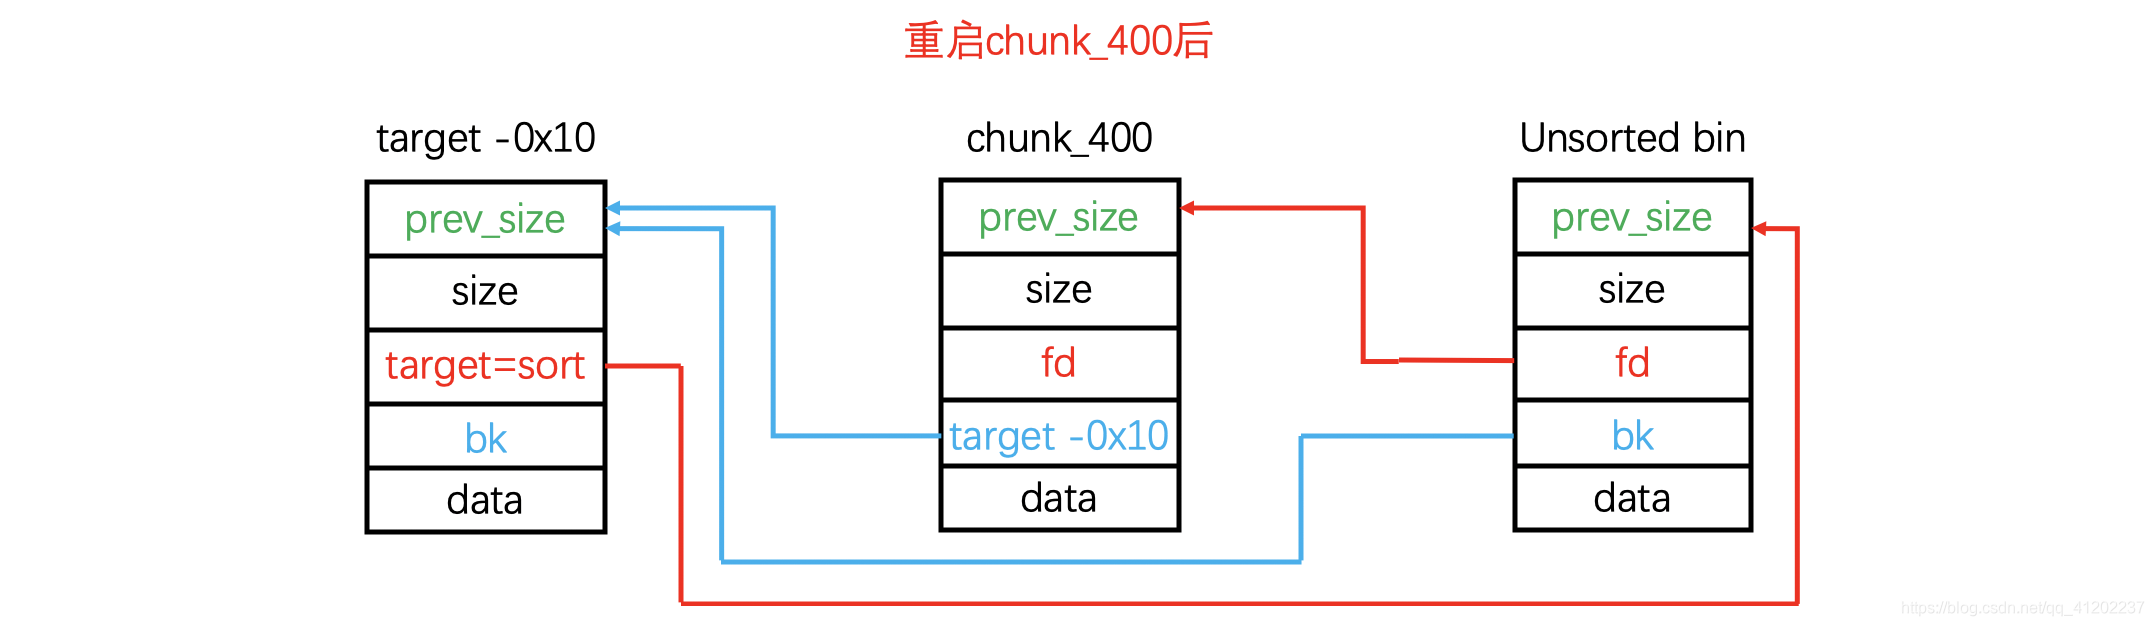 重启chunk_400后
target -0x10
chunk_400
Unsorted bin
prev_size
prev_size
prev_size
size
size
size
target=sort
fd
fd
bk
target -0x10
bk
data
data
data
https://blog.csdn.net/qq_41202237